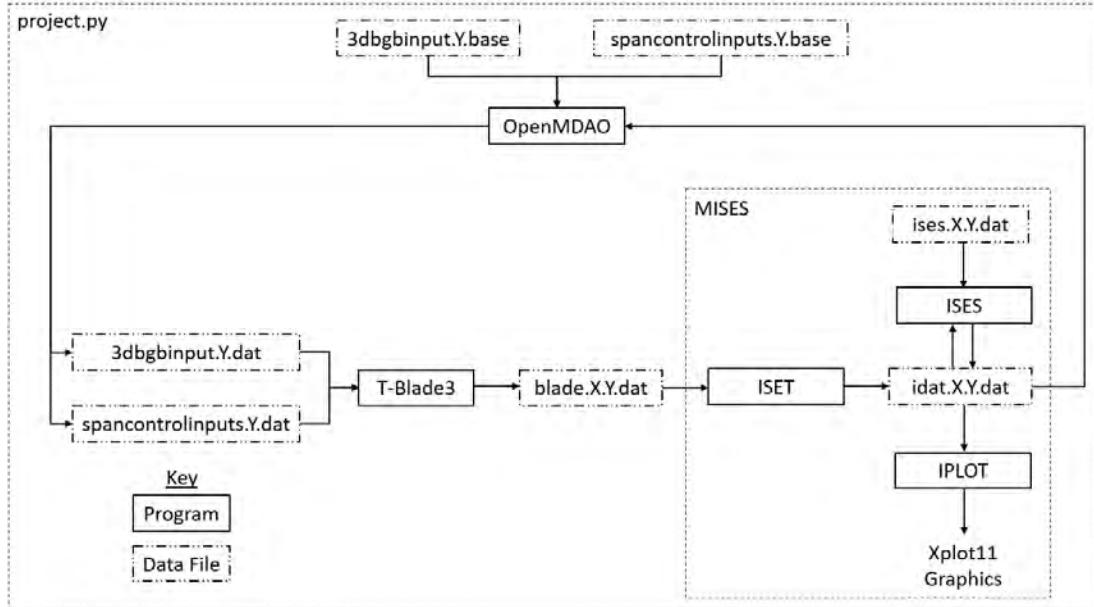 project.py
3dbgbinput.Y.base
spancontrolinputs.Y.base
OpenMDAO
MISES
ises.X.Y.dat
ISES
3dbgbinput.Y.dat
T-Blade3
blade.X.Y.dat
ISET
idat.X.Y.dat
spancontrolinputs.Y.dat
IPLOT
Key
Program
Data File
Xplot11
Graphics